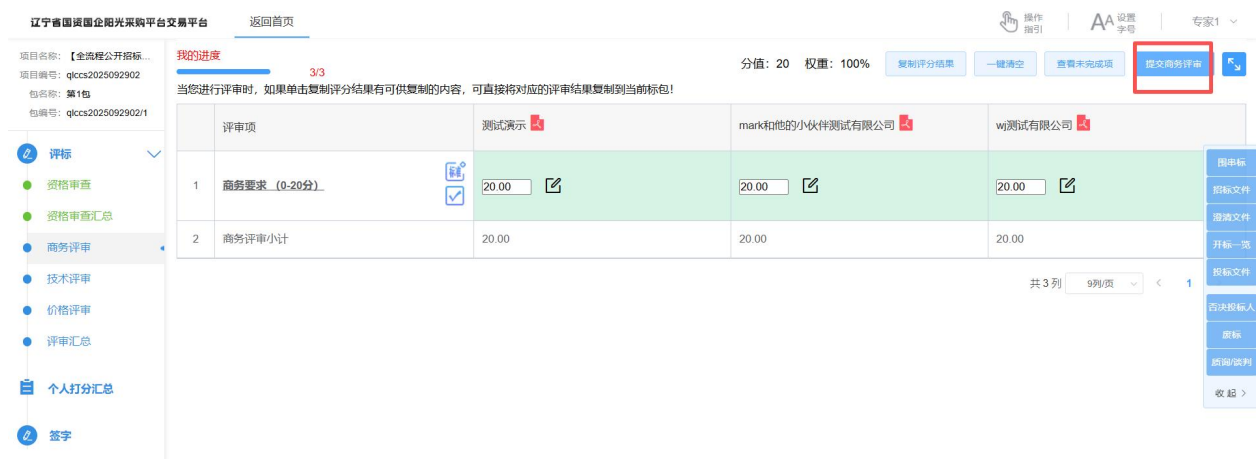 辽宁省国资国企阳光采购平台交易平台
返回首页
操作指引
AA 设置字号
专家1
项目名称：【全流程公开招标...
项目编号：qlccs2025092902
包名称：第1包
包编号：qlccs2025092902/1
我的进度
3/3
分值：20 权重：100%
复制评分结果
一键清空
查看未完成项
提交商务评审
当您进行评审时，如果单击复制评分结果有可供复制的内容，可直接将对应的评审结果复制到当前标包！
评标
资格审查
资格审查汇总
商务评审
技术评审
价格评审
评审汇总
个人打分汇总
签字
评审项 测试演示 mark和他的小伙伴测试有限公司 wj测试有限公司
1 商务要求（0-20分） 标准 20.00 20.00 20.00
2 商务评审小计 20.00 20.00 20.00
共 3 列 9列/页 < 1
围串标
招标文件
澄清文件
开标一览
投标文件
否决投标人
废标
质询/谈判
收起 >